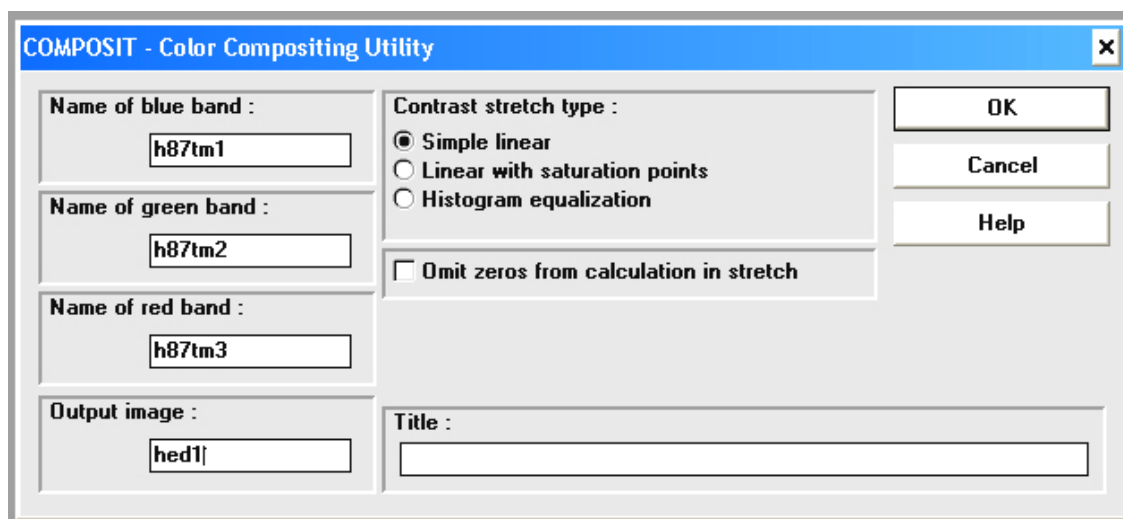 COMPOSIT - Color Compositing Utility
Name of blue band :
h87tm1
Name of green band :
h87tm2
Name of red band :
h87tm3
Output image :
hed1
Contrast stretch type :
Simple linear
Linear with saturation points
Histogram equalization
Omit zeros from calculation in stretch
Title :
OK
Cancel
Help